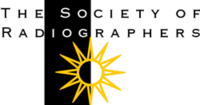 THE SOCIETY OF
RADIOGRAPHERS